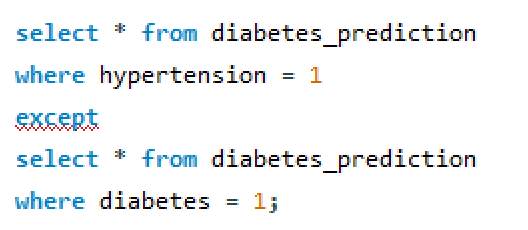 select * from diabetes_prediction
where hypertension = 1
except
select * from diabetes_prediction
where diabetes = 1;